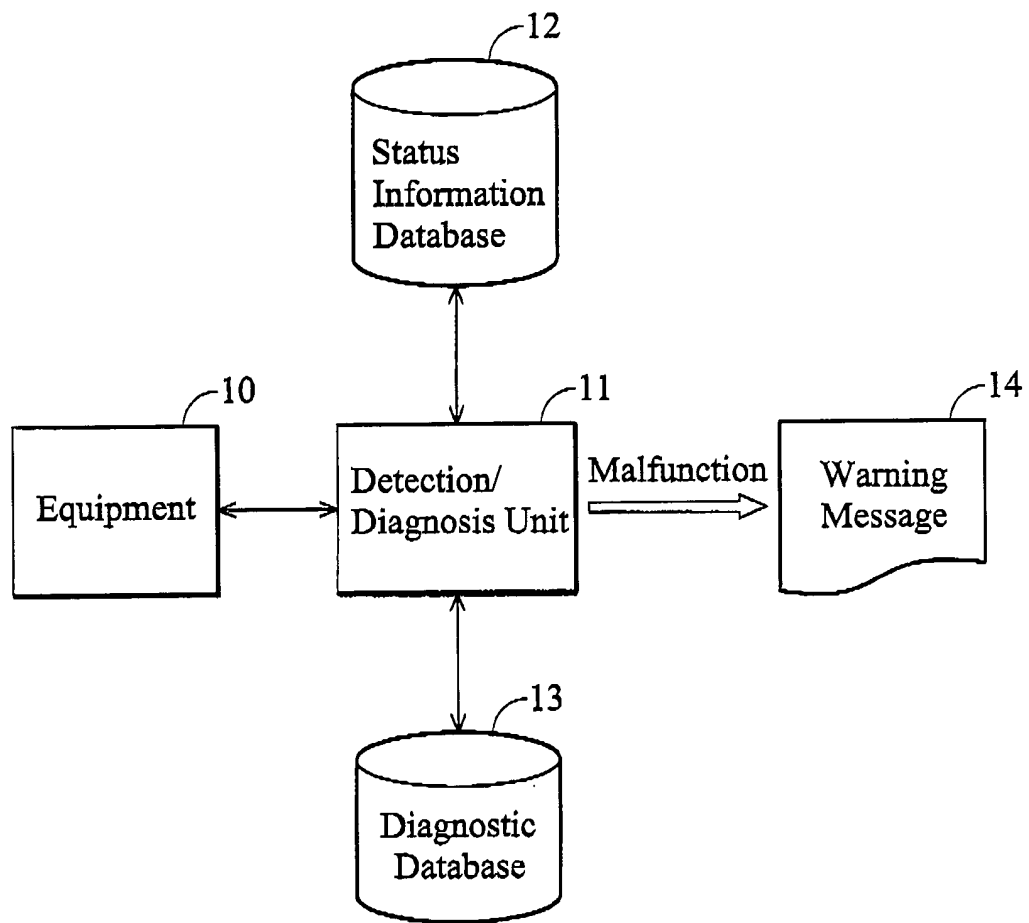 12
Status
Information
Database
10
Equipment
11
Detection/
Diagnosis Unit
Malfunction
14
Warning
Message
13
Diagnostic
Database